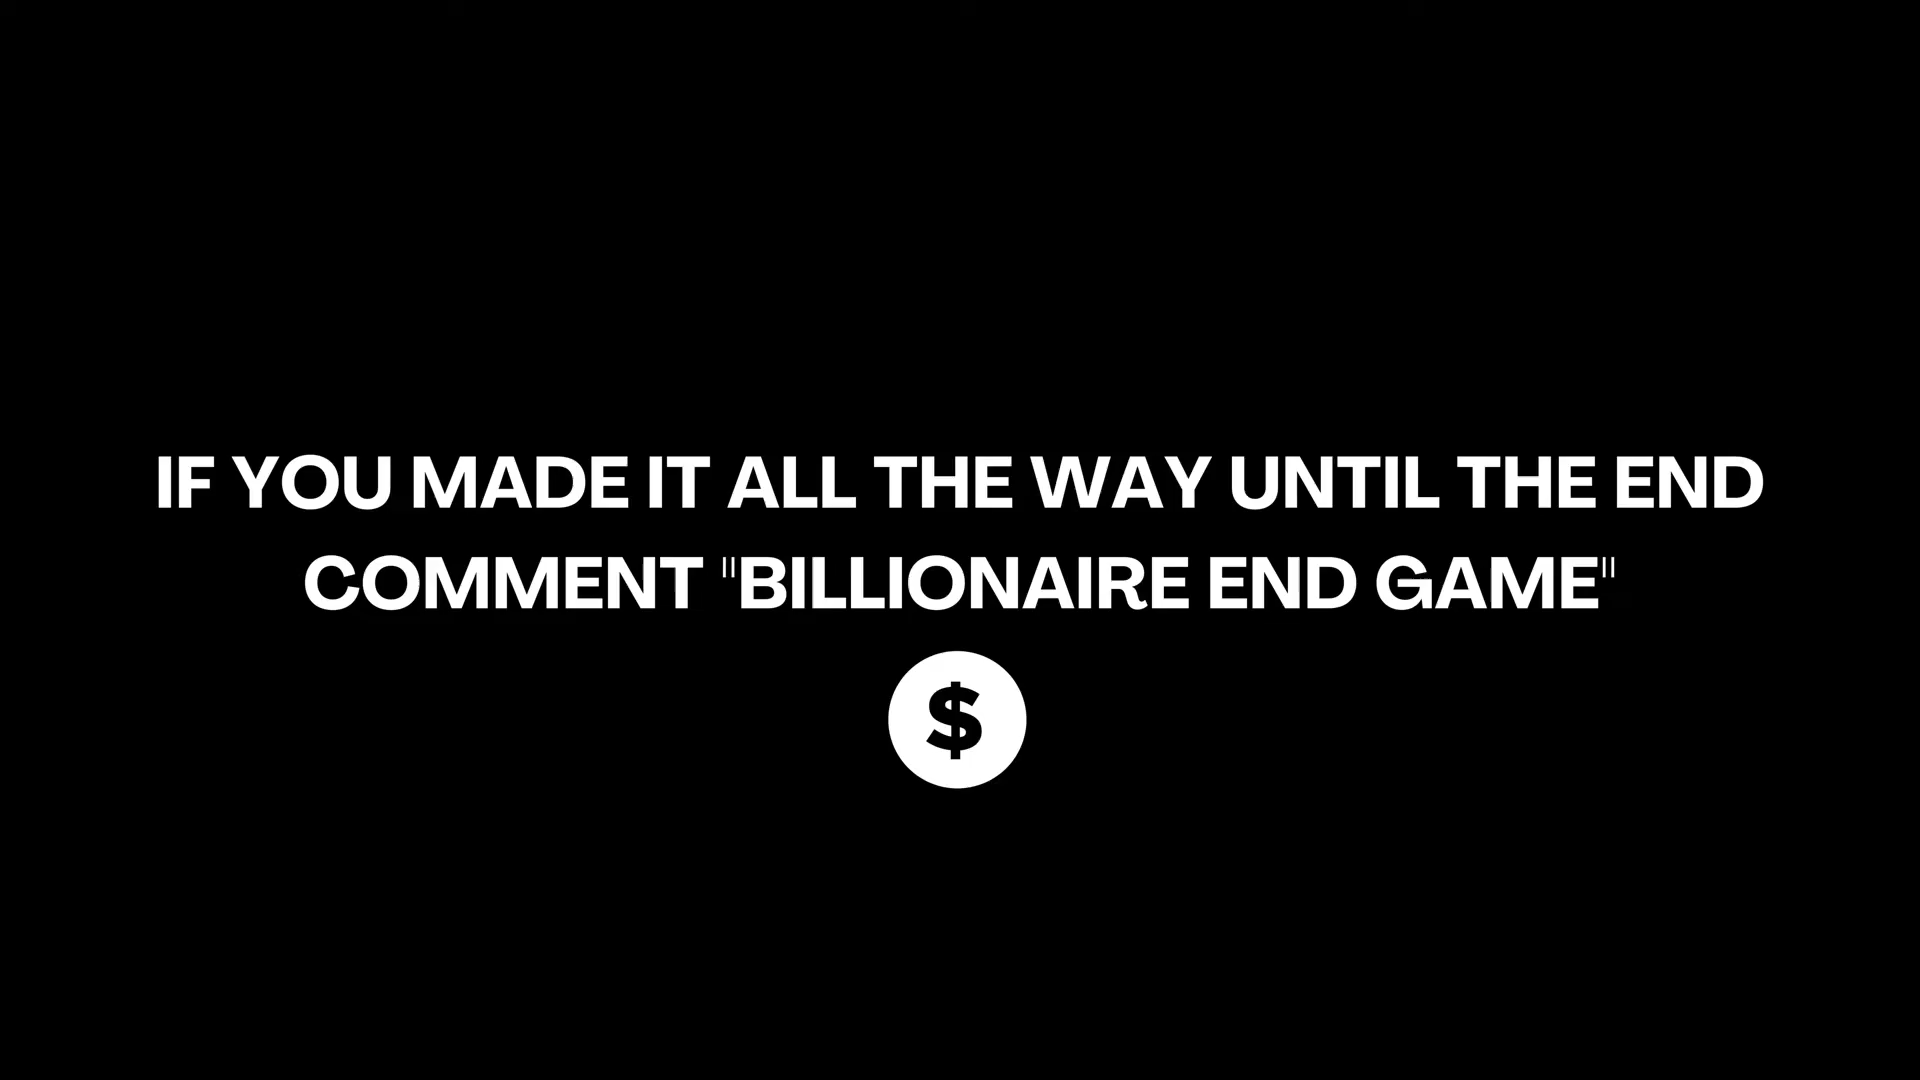 IF YOU MADE IT ALL THE WAY UNTIL THE END
COMMENT "BILLIONAIRE END GAME"
$